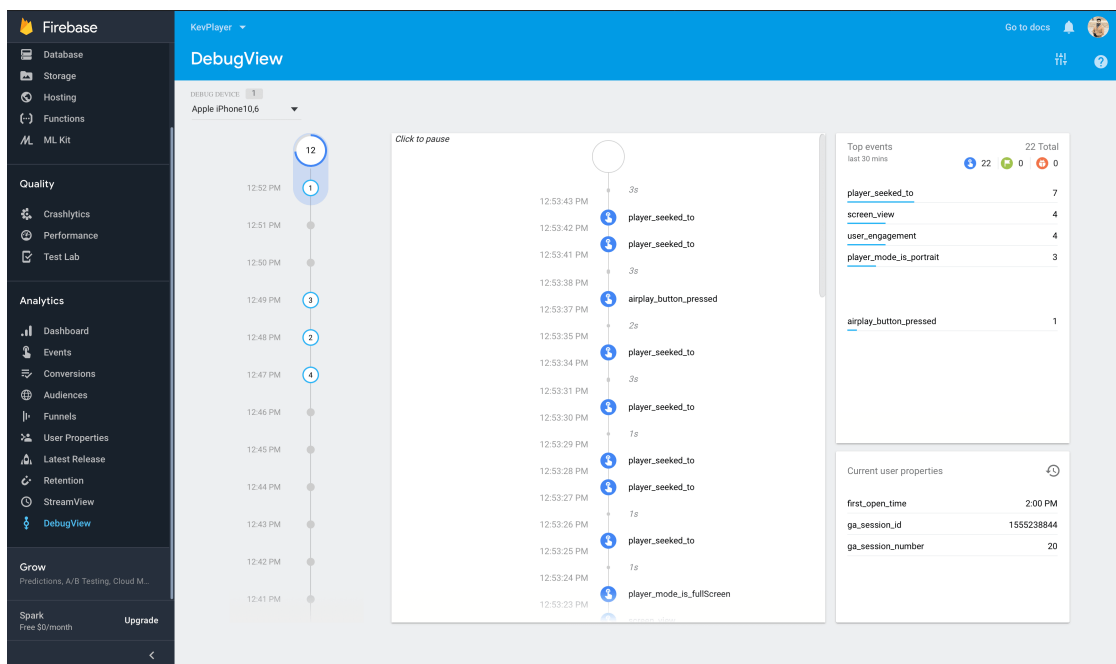 Firebase
Database
Storage
Hosting
Functions
ML Kit
Quality
Crashlytics
Performance
Test Lab
Analytics
Dashboard
Events
Conversions
Audiences
Funnels
User Properties
Latest Release
Retention
StreamView
DebugView
Grow
Predictions, A/B Testing, Cloud M...
Spark
Free $0/month
Upgrade
KevPlayer
Go to docs
DebugView
DEBUG DEVICE 1
Apple iPhone10,6
12
12:52 PM 1
12:51 PM
12:50 PM
12:49 PM 3
12:48 PM 2
12:47 PM 4
12:46 PM
12:45 PM
12:44 PM
12:43 PM
12:42 PM
12:41 PM
Click to pause
3s
12:53:43 PM
player_seeked_to
12:53:42 PM
player_seeked_to
12:53:41 PM
3s
12:53:38 PM
airplay_button_pressed
12:53:37 PM
2s
12:53:35 PM
player_seeked_to
12:53:34 PM
3s
12:53:31 PM
player_seeked_to
12:53:30 PM
1s
12:53:29 PM
player_seeked_to
12:53:28 PM
player_seeked_to
12:53:27 PM
1s
12:53:26 PM
player_seeked_to
12:53:25 PM
1s
12:53:24 PM
player_mode_is_fullScreen
12:53:23 PM
Top events 22 Total
last 30 mins 22 0 0
player_seeked_to 7
screen_view 4
user_engagement 4
player_mode_is_portrait 3
airplay_button_pressed 1
Current user properties
first_open_time 2:00 PM
ga_session_id 1555238844
ga_session_number 20